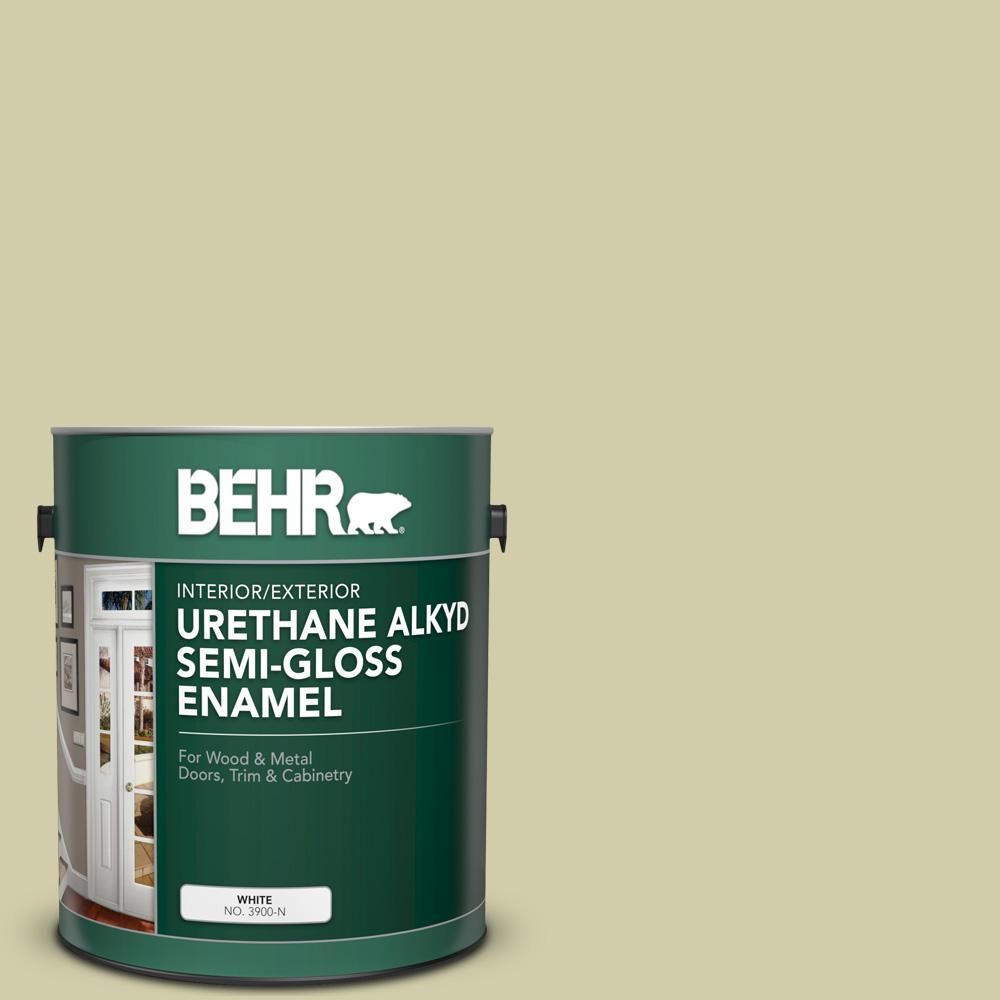 BEHR®
INTERIOR/EXTERIOR
URETHANE ALKYD
SEMI-GLOSS
ENAMEL
For Wood & Metal
Doors, Trim & Cabinetry
WHITE
NO. 3900-N